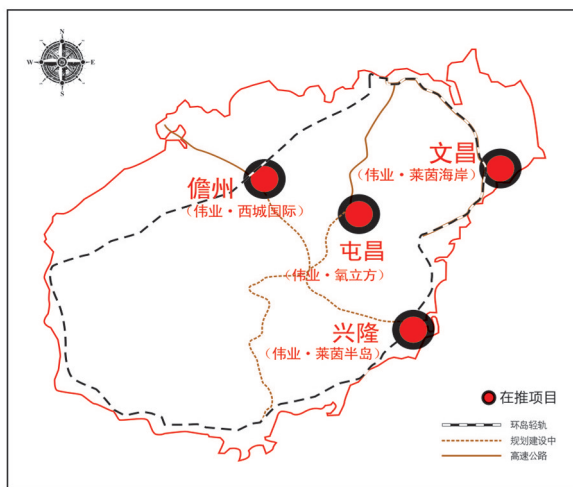 N
W E
S
文昌
（伟业·莱茵海岸）
儋州
（伟业·西城国际）
屯昌
（伟业·氧立方）
兴隆
（伟业·莱茵半岛）
在推项目
环岛轻轨
规划建设中
高速公路